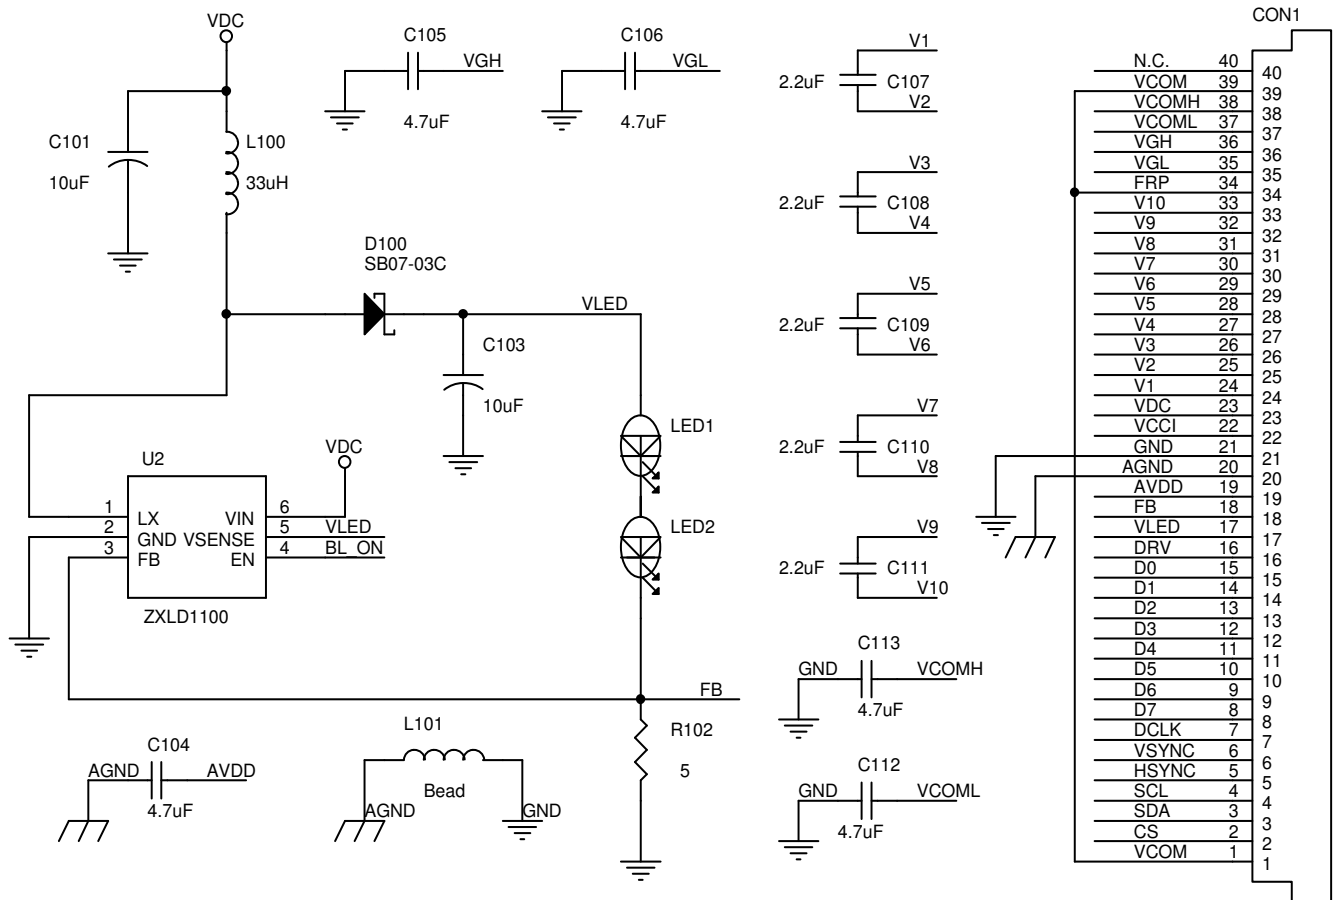 VDC
C101
10uF
L100
33uH
C105
VGH
4.7uF
C106
VGL
4.7uF
D100
SB07-03C
VLED
C103
10uF
LED1
LED2
U2
VDC
1
2
3
LX
GND
FB
VIN
VSENSE
EN
6
5
4
VLED
BL_ON
ZXLD1100
FB
R102
5
C104
AGND
AVDD
4.7uF
L101
Bead
AGND
GND
V1
2.2uF
C107
V2
V3
2.2uF
C108
V4
V5
2.2uF
C109
V6
V7
2.2uF
C110
V8
V9
2.2uF
C111
V10
C113
GND
VCOMH
4.7uF
C112
GND
VCOML
4.7uF
CON1
N.C. 40 40
VCOM 39 39
VCOMH 38 38
VCOML 37 37
VGH 36 36
VGL 35 35
FRP 34 34
V10 33 33
V9 32 32
V8 31 31
V7 30 30
V6 29 29
V5 28 28
V4 27 27
V3 26 26
V2 25 25
V1 24 24
VDC 23 23
VCCI 22 22
GND 21 21
AGND 20 20
AVDD 19 19
FB 18 18
VLED 17 17
DRV 16 16
D0 15 15
D1 14 14
D2 13 13
D3 12 12
D4 11 11
D5 10 10
D6 9 9
D7 8 8
DCLK 7 7
VSYNC 6 6
HSYNC 5 5
SCL 4 4
SDA 3 3
CS 2 2
VCOM 1 1